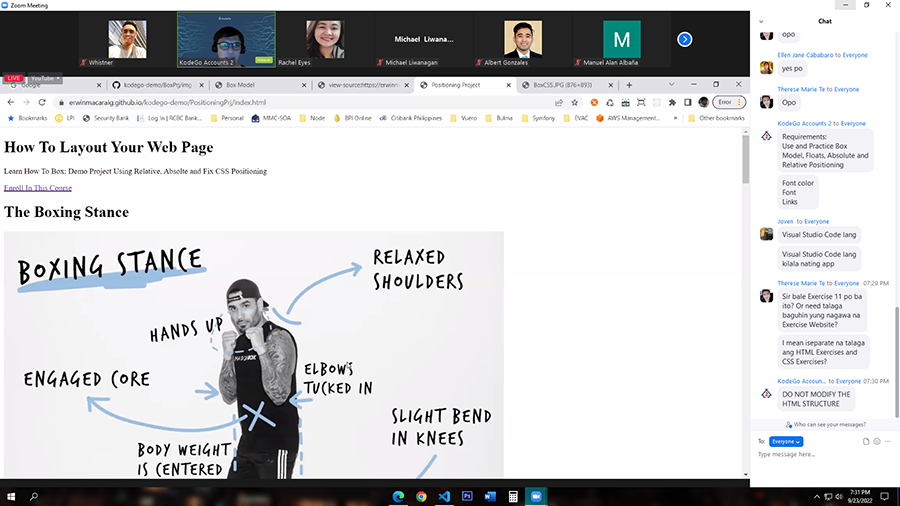 Zoom Meeting
Whistner
KodeGo Accounts 2
Rachel Eyes
Michael Liwana...
Michael Liwanagan
Albert Gonzales
M
Manuel Alan Albaña
LIVE
YouTube
Google
kodego-demo/BoxPrj/img
Box Model
view-source:https://erwinm
Positioning Project
BoxCSS.JPG (876×893)
erwinmacaraig.github.io/kodego-demo/PositioningPrj/index.html
Error
Bookmarks
LPI
Security Bank
Log in | RCBC Bank...
Personal
MMC-SOA
Node
BPI Online
Citibank Philippines
Vuero
Bulma
Symfony
EVAC
AWS Management...
»
Other bookmarks
How To Layout Your Web Page
Learn How To Box: Demo Project Using Relative, Absolte and Fix CSS Positioning
Enroll In This Course
The Boxing Stance
BOXING STANCE
RELAXED
SHOULDERS
HANDS UP
ENGAGED CORE
ELBOW'S
TUCKED IN
SLIGHT BEND
IN KNEES
BODY WEIGHT
IS CENTERED
Chat
opo
Ellen Jane Cababaro to Everyone
yes po
Therese Marie Te to Everyone
Opo
KodeGo Accounts 2 to Everyone
Requirements:
Use and Practice Box
Model, Floats, Absolute and
Relative Positioning
Font color
Font
Links
Joven to Everyone
Visual Studio Code lang
Visual Studio Code lang
kilala nating app
Therese Marie Te to Everyone 07:29 PM
Sir bale Exercise 11 po ba
ito? Or need talaga
baguhin yung nagawa na
Exercise Website?
I mean iseparate na talaga
ang HTML Exercises and
CSS Exercises?
KodeGo Accoun... to Everyone 07:30 PM
DO NOT MODIFY THE
HTML STRUCTURE
Who can see your messages?
To: Everyone
Type message here...
7:31 PM
9/23/2022